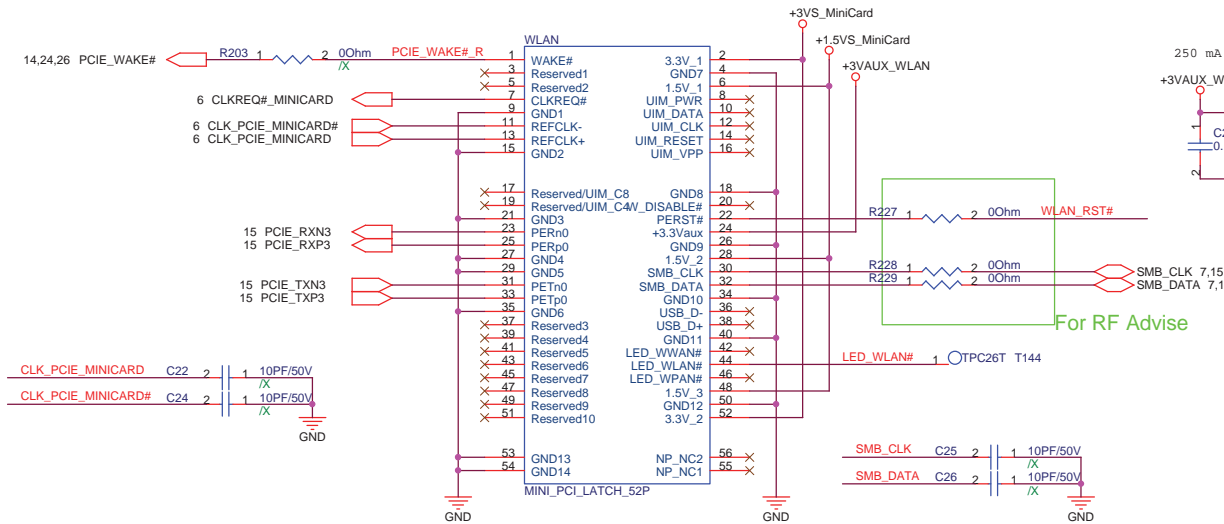 +3VS_MiniCard
+1.5VS_MiniCard
+3VAUX_WLAN
250 mA
+3VAUX_W
1
C2
0.
2
WLAN
14,24,26 PCIE_WAKE# R203 1 2 0Ohm PCIE_WAKE#_R 1 WAKE# 3.3V_1 2
/X
3 Reserved1 GND7 4
5 Reserved2 1.5V_1 6
6 CLKREQ#_MINICARD 7 CLKREQ# UIM_PWR 8
9 GND1 UIM_DATA 10
6 CLK_PCIE_MINICARD# 11 REFCLK- UIM_CLK 12
6 CLK_PCIE_MINICARD 13 REFCLK+ UIM_RESET 14
15 GND2 UIM_VPP 16
17 Reserved/UIM_C8 GND8 18
19 Reserved/UIM_C4 W_DISABLE# 20
21 GND3 PERST# 22 R227 1 2 0Ohm WLAN_RST#
15 PCIE_RXN3 23 PERn0 +3.3Vaux 24
15 PCIE_RXP3 25 PERp0 GND9 26
27 GND4 1.5V_2 28
29 GND5 SMB_CLK 30 R228 1 2 0Ohm SMB_CLK 7,15
15 PCIE_TXN3 31 PETn0 SMB_DATA 32 R229 1 2 0Ohm SMB_DATA 7,1
15 PCIE_TXP3 33 PETp0 GND10 34
35 GND6 USB_D- 36
37 Reserved3 USB_D+ 38
For RF Advise
39 Reserved4 GND11 40
41 Reserved5 LED_WWAN# 42
43 Reserved6 LED_WLAN# 44 LED_WLAN# 1 TPC26T T144
45 Reserved7 LED_WPAN# 46
47 Reserved8 1.5V_3 48
49 Reserved9 GND12 50
51 Reserved10 3.3V_2 52
53 GND13 NP_NC2 56
54 GND14 NP_NC1 55
MINI_PCI_LATCH_52P
GND
GND
CLK_PCIE_MINICARD C22 2 1 10PF/50V
/X
CLK_PCIE_MINICARD# C24 2 1 10PF/50V
/X
GND
SMB_CLK C25 2 1 10PF/50V
/X
SMB_DATA C26 2 1 10PF/50V
/X
GND